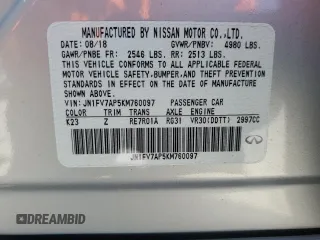 MANUFACTURED BY NISSAN MOTOR CO.,LTD.
DATE 08/18 GVWR/PNBV: 4980 LBS.
GAWR/PNBE FR: 2546 LBS RR: 2513 LBS.
THIS VEHICLE CONFORMS TO ALL APPLICABLE FEDERAL
MOTOR VEHICLE SAFETY,BUMPER,AND THEFT
PREVENTION STANDARDS IN EFFECT ON THE DATE OF
MANUFACTURE SHOWN ABOVE.
VIN:JN1FV7AP5KM760097 PASSENGER CAR
COLOR TRIM TRANS AXLE ENGINE
K23 Z RE7R01A RG31 VR30(DDTT) 2997CC
JN1FV7AP5KM760097
DREAMBID